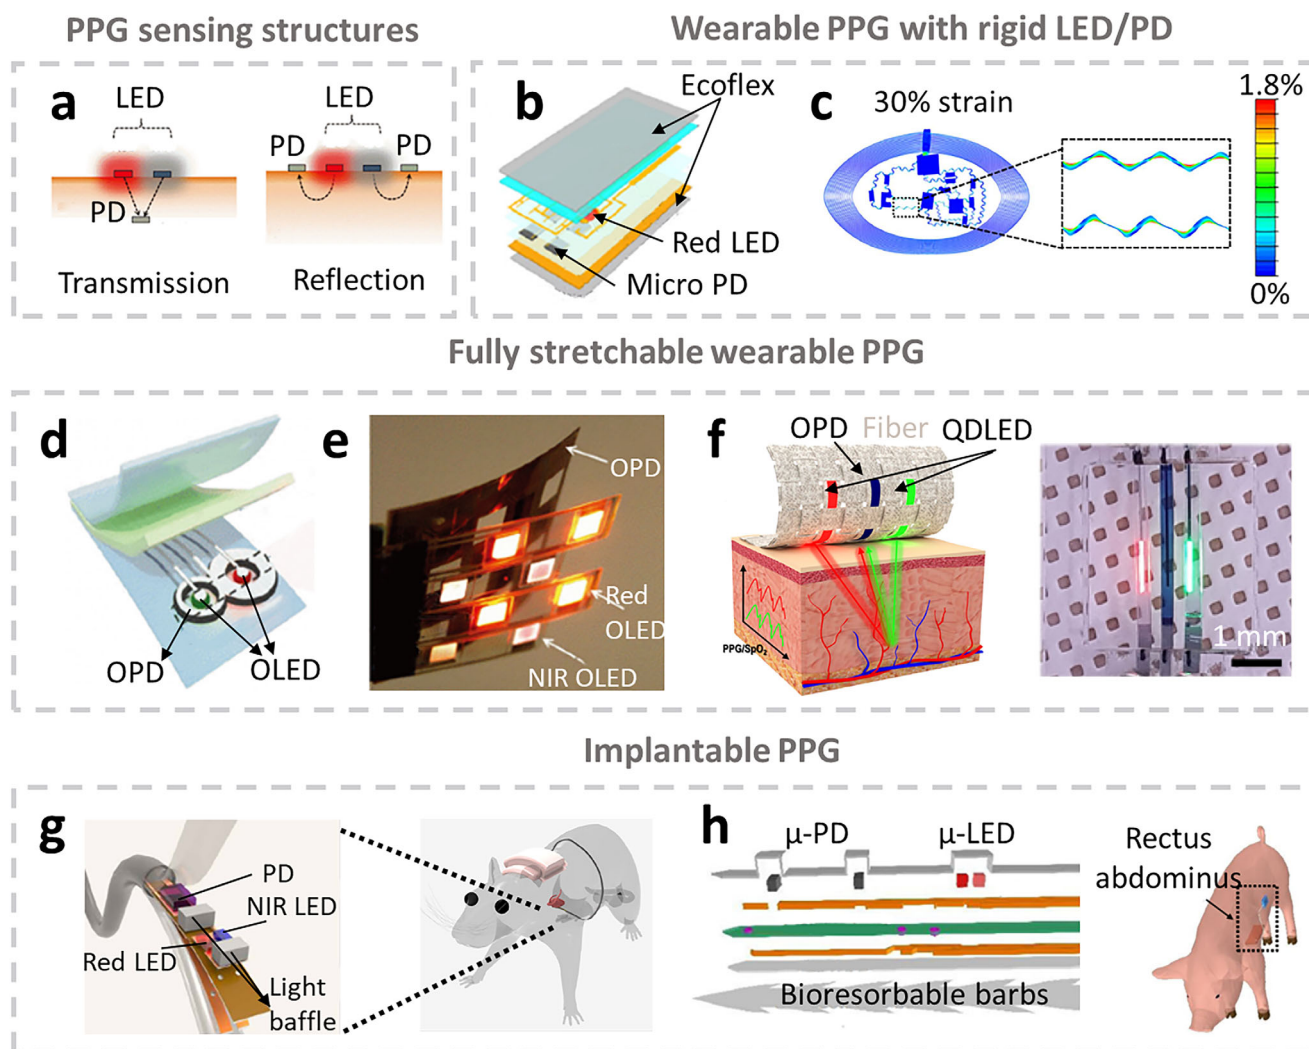 PPG sensing structures
Wearable PPG with rigid LED/PD
a
LED
PD
Transmission
LED
PD
PD
Reflection
b
Ecoflex
Red LED
Micro PD
c
30% strain
1.8%
0%
Fully stretchable wearable PPG
d
OPD
OLED
e
OPD
Red
OLED
NIR OLED
f
OPD
Fiber
QDLED
PPG/SpO₂
1 mm
Implantable PPG
g
PD
NIR LED
Red LED
Light
baffle
h
μ-PD
μ-LED
Bioresorbable barbs
Rectus
abdominus